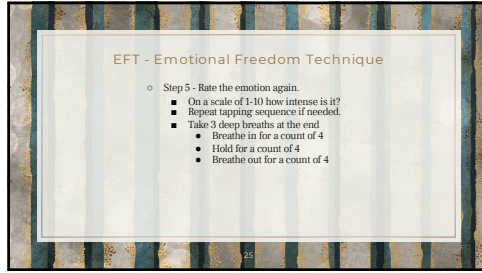 EFT - Emotional Freedom Technique
○ Step 5 - Rate the emotion again.
■ On a scale of 1-10 how intense is it?
■ Repeat tapping sequence if needed.
■ Take 3 deep breaths at the end
● Breathe in for a count of 4
● Hold for a count of 4
● Breathe out for a count of 4
25